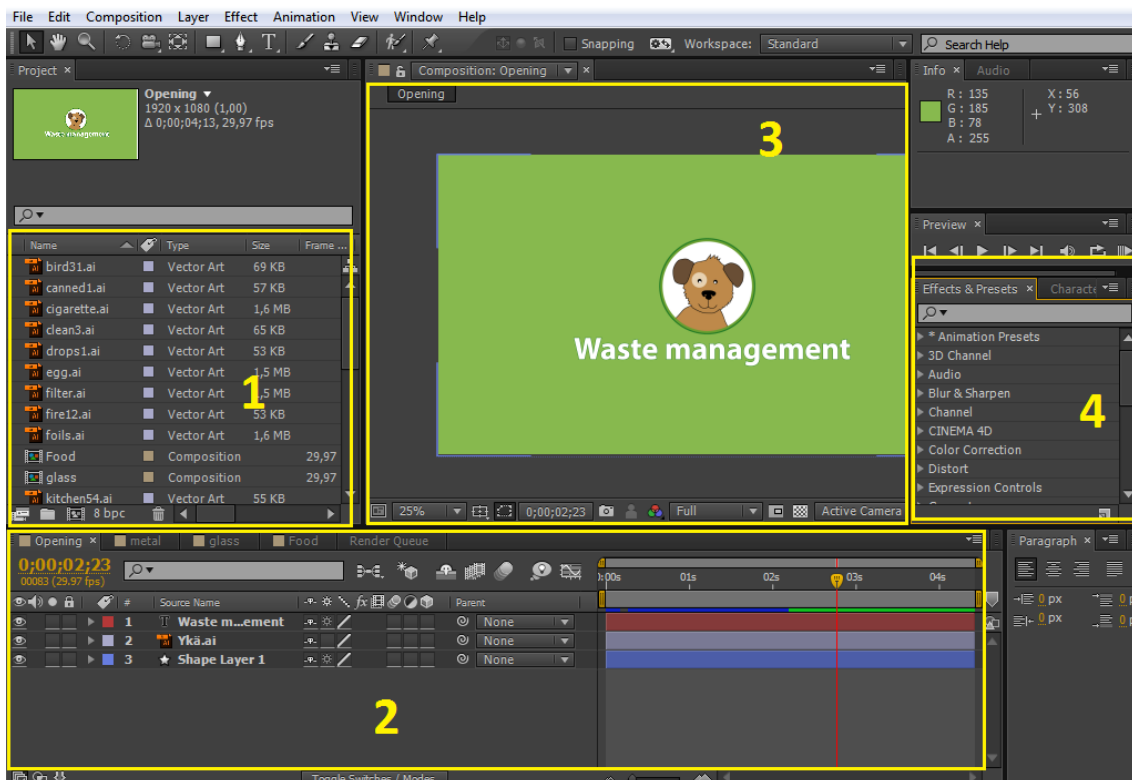 File Edit Composition Layer Effect Animation View Window Help
Snapping Workspace: Standard Search Help
Project × Composition: Opening × Info × Audio
Opening ▼
1920 x 1080 (1,00)
Δ 0;00;04;13, 29,97 fps
Waste management
Opening
R : 135 X : 56
G : 185 Y : 308
B : 78
A : 255
3
Preview ×
Name Type Size Frame ...
bird31.ai Vector Art 69 KB
canned1.ai Vector Art 57 KB
cigarette.ai Vector Art 1,6 MB
clean3.ai Vector Art 65 KB
drops1.ai Vector Art 53 KB
egg.ai Vector Art 1,5 MB
filter.ai Vector Art ,5 MB
fire12.ai Vector Art 53 KB
foils.ai Vector Art 1,6 MB
Food Composition 29,97
glass Composition 29,97
kitchen54.ai Vector Art 55 KB
8 bpc
1
Waste management
25% 0;00;02;23 Full Active Camera
Effects & Presets × Characte
* Animation Presets
3D Channel
Audio
Blur & Sharpen
Channel
CINEMA 4D
Color Correction
Distort
Expression Controls
4
Opening × metal glass Food Render Queue
0;00;02;23
00083 (29.97 fps)
0:00s 01s 02s 03s 04s
# Source Name fx Parent
1 T Waste m...ement None
2 Ykä.ai None
3 Shape Layer 1 None
2
Toggle Switches / Modes
Paragraph ×
0 px 0 p
0 px 0 p